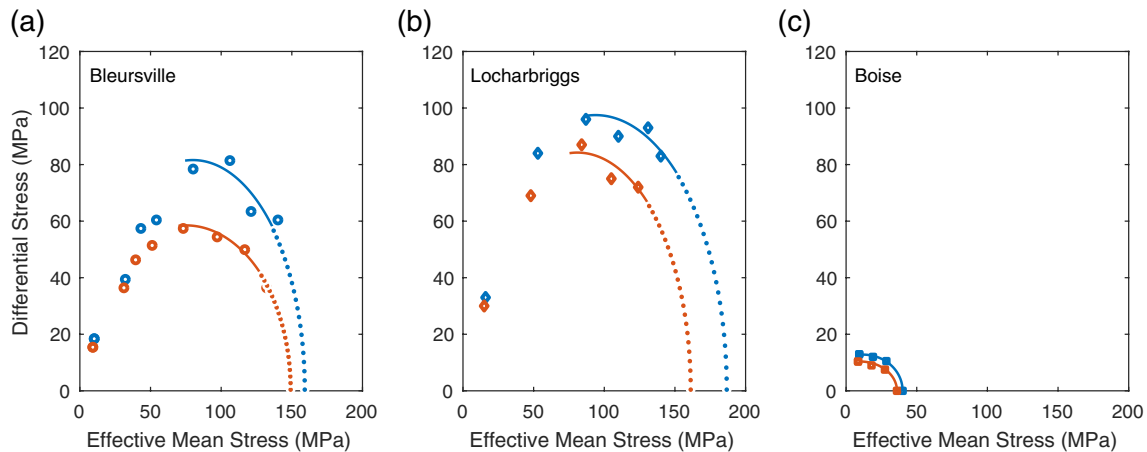 (a)
(b)
(c)
Bleursville
Locharbriggs
Boise
120
100
80
60
40
20
0
0 50 100 150 200
120
100
80
60
40
20
0
0 50 100 150 200
120
100
80
60
40
20
0
0 50 100 150 200
Differential Stress (MPa)
Effective Mean Stress (MPa)
Effective Mean Stress (MPa)
Effective Mean Stress (MPa)